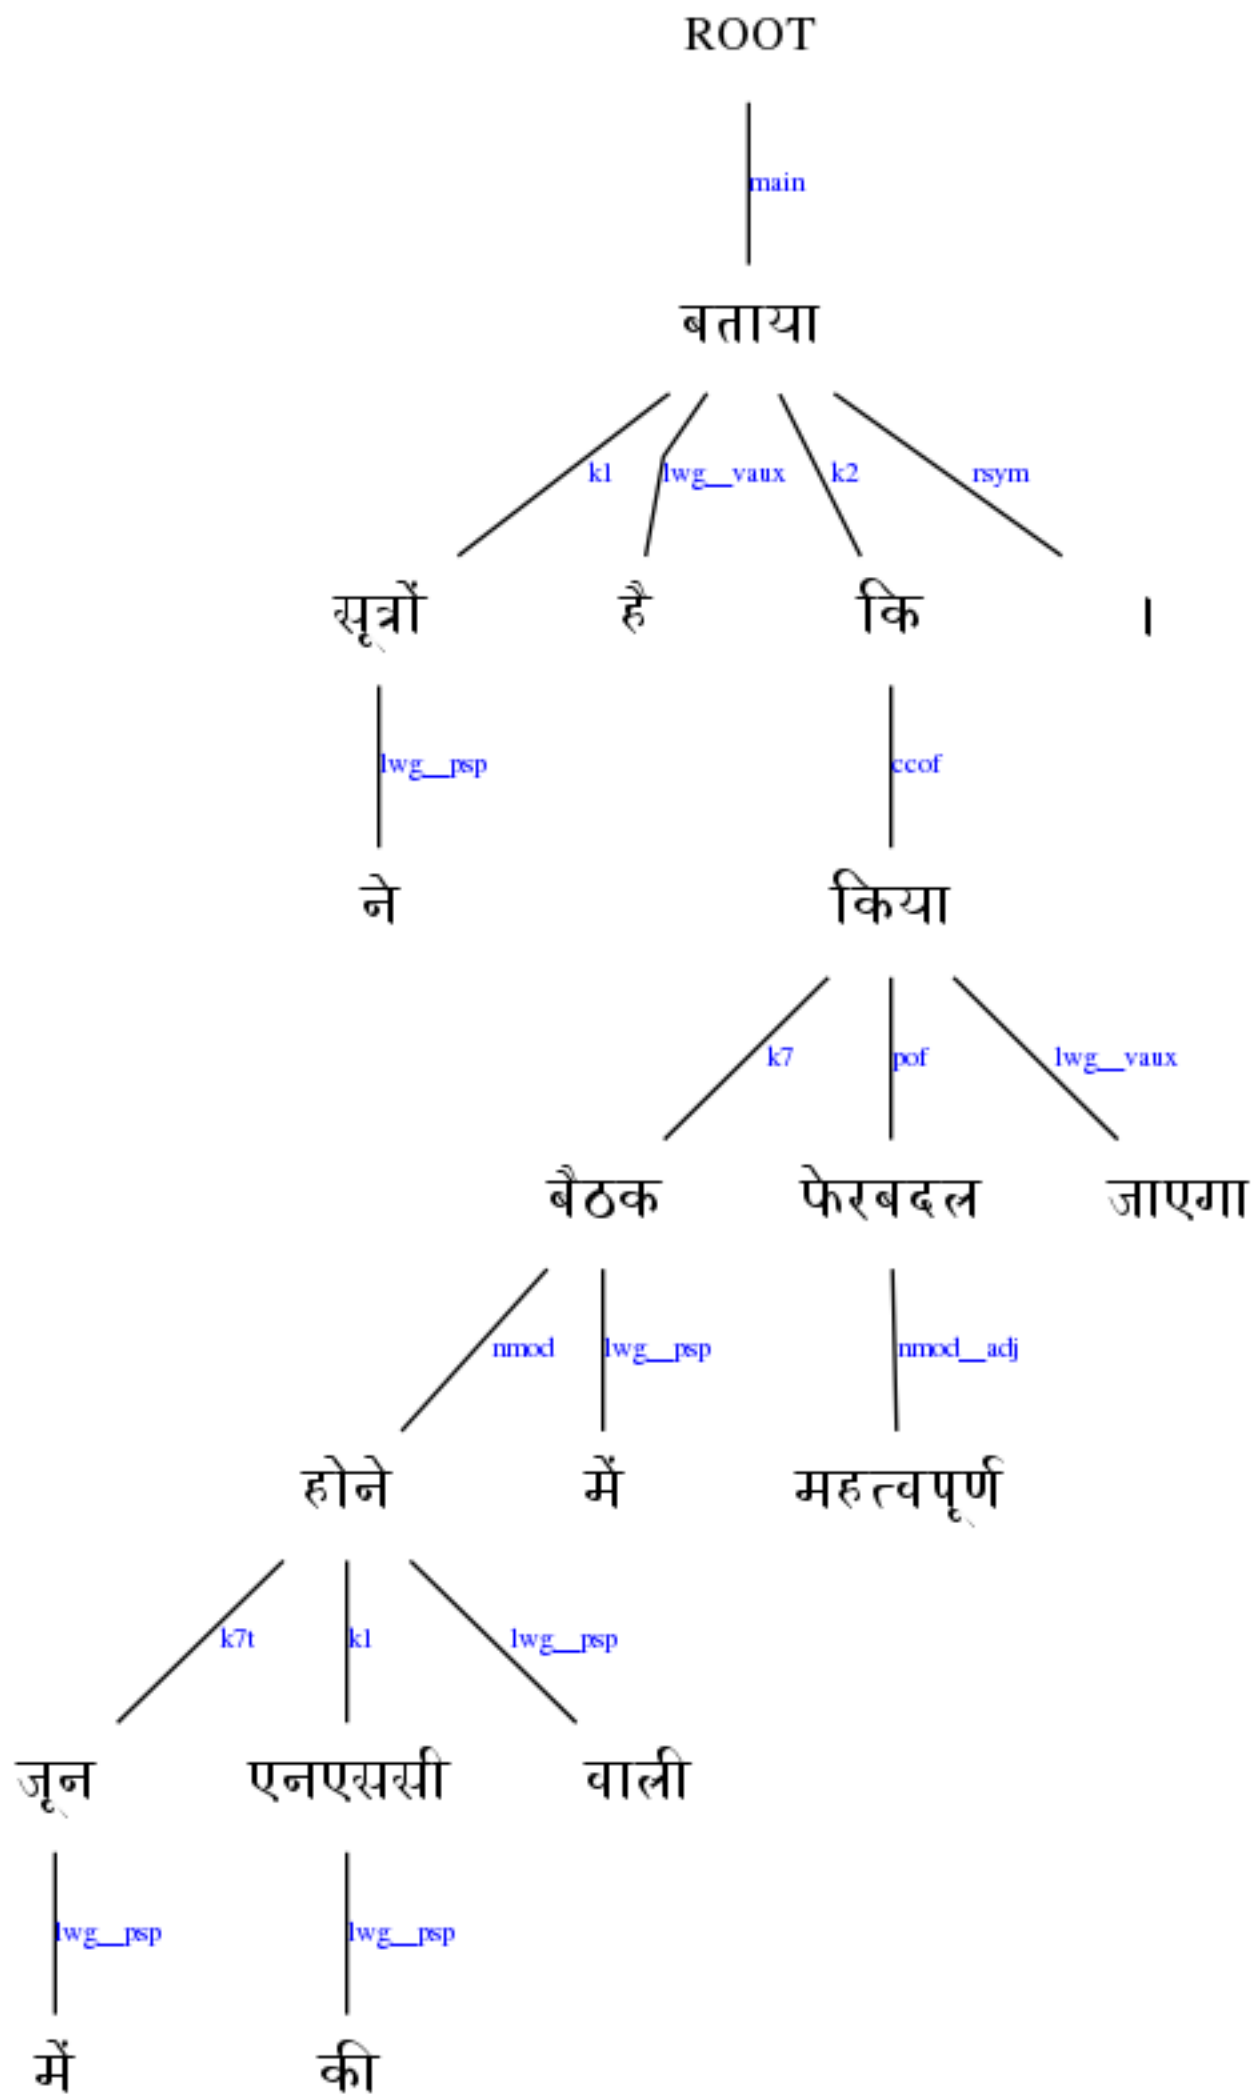 ROOT
main
बताया
k1 lwg__vaux k2 rsym
सूत्रों है कि ।
lwg__psp ccof
ने किया
k7 pof lwg__vaux
बैठक फेरबदल जाएगा
nmod lwg__psp nmod__adj
होने में महत्वपूर्ण
k7t k1 lwg__psp
जून एनएससी वाली
lwg__psp lwg__psp
में की